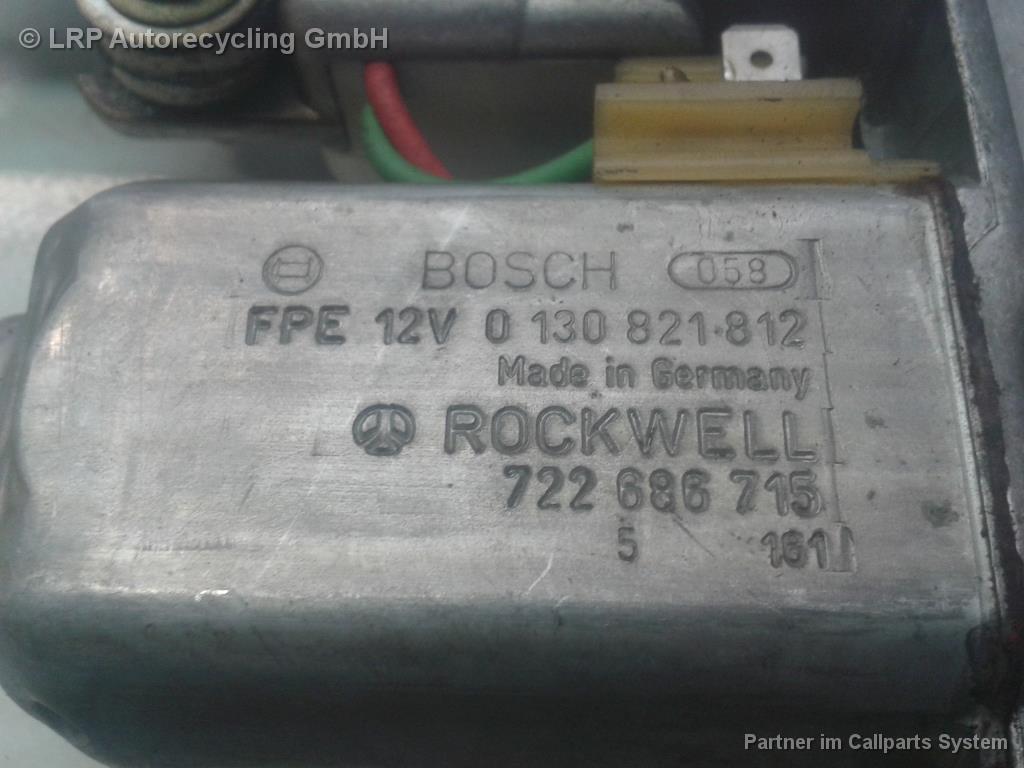 © LRP Autorecycling GmbH
BOSCH 058
FPE 12V 0 130 821 812
Made in Germany
ROCKWELL
722 686 715
5 161
Partner im Callparts System